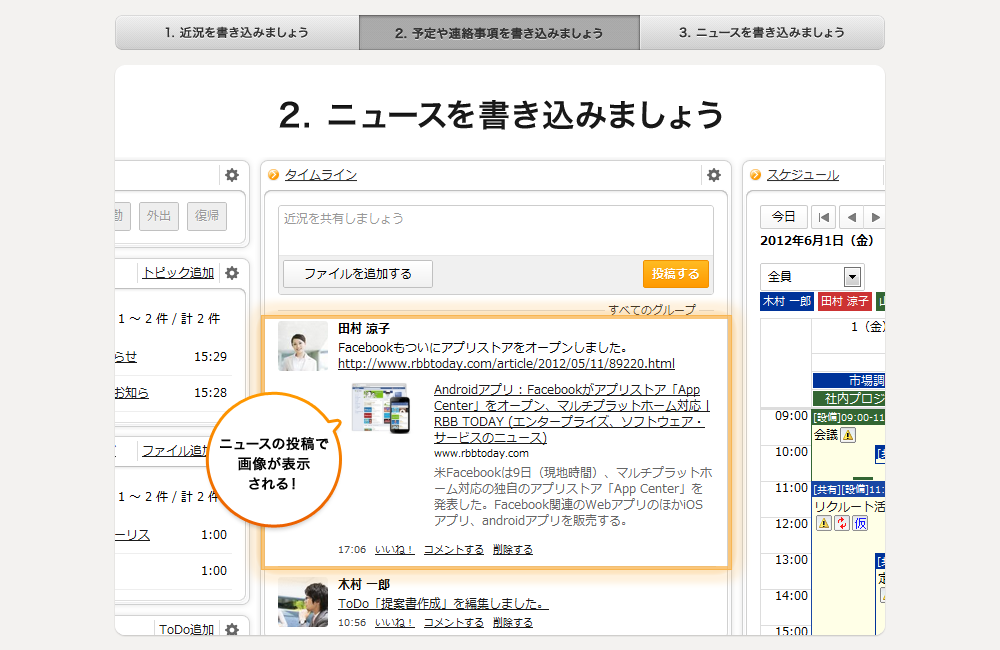 1. 近況を書き込みましょう
2. 予定や連絡事項を書き込みましょう
3. ニュースを書き込みましょう
2. ニュースを書き込みましょう
外出
復帰
トピック追加
1 ～ 2 件 / 計 2 件
らせ 15:29
お知らせ 15:28
ファイル追加
1 ～ 2 件 / 計 2 件
ーリス 1:00
1:00
ToDo追加
タイムライン
近況を共有しましょう
ファイルを追加する
投稿する
すべてのグループ
田村 涼子
Facebookもついにアプリストアをオープンしました。
http://www.rbbtoday.com/article/2012/05/11/89220.html
Androidアプリ：Facebookがアプリストア「App
Center」をオープン、マルチプラットホーム対応 |
RBB TODAY (エンタープライズ、ソフトウェア・
サービスのニュース)
www.rbbtoday.com
米Facebookは9日（現地時間）、マルチプラットホ
ーム対応の独自のアプリストア「App Center」を
発表した。Facebook関連のWebアプリのほかiOS
アプリ、androidアプリを販売する。
17:06 いいね！ コメントする 削除する
ニュースの投稿で
画像が表示
される！
木村 一郎
ToDo「提案書作成」を編集しました。
10:56 いいね！ コメントする 削除する
スケジュール
今日
2012年6月1日（金）
全員
木村 一郎 田村 涼子 山
1（金）
市場調
社内プロジ
09:00 [設備]09:00-11
会議
10:00
11:00 [共有][設備]11:
リクルート活
仮
12:00
13:00
定
14:00
15:00